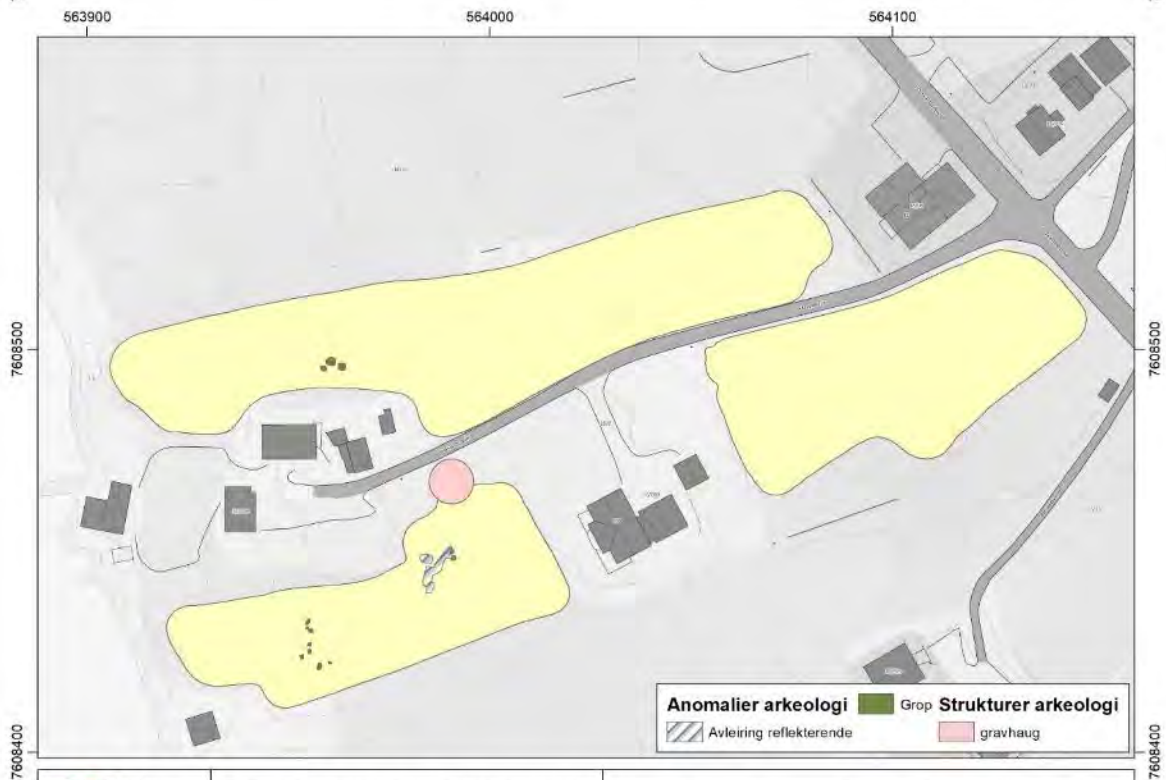 563900 564000 564100
7608500 7608500
7608400 7608400
Anomalier arkeologi Grop Strukturer arkeologi
Avleiring reflekterende gravhaug